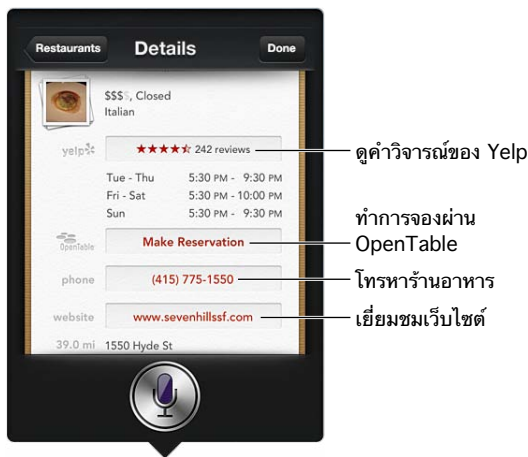 Restaurants Details Done
$$$$, Closed
Italian
yelp 242 reviews
ดูคำวิจารณ์ของ Yelp
Tue - Thu 5:30 PM - 9:30 PM
Fri - Sat 5:30 PM - 10:00 PM
Sun 5:30 PM - 9:30 PM
OpenTable Make Reservation
ทำการจองผ่าน
OpenTable
phone (415) 775-1550
โทรหาร้านอาหาร
website www.sevenhillssf.com
เยี่ยมชมเว็บไซต์
39.0 mi 1550 Hyde St